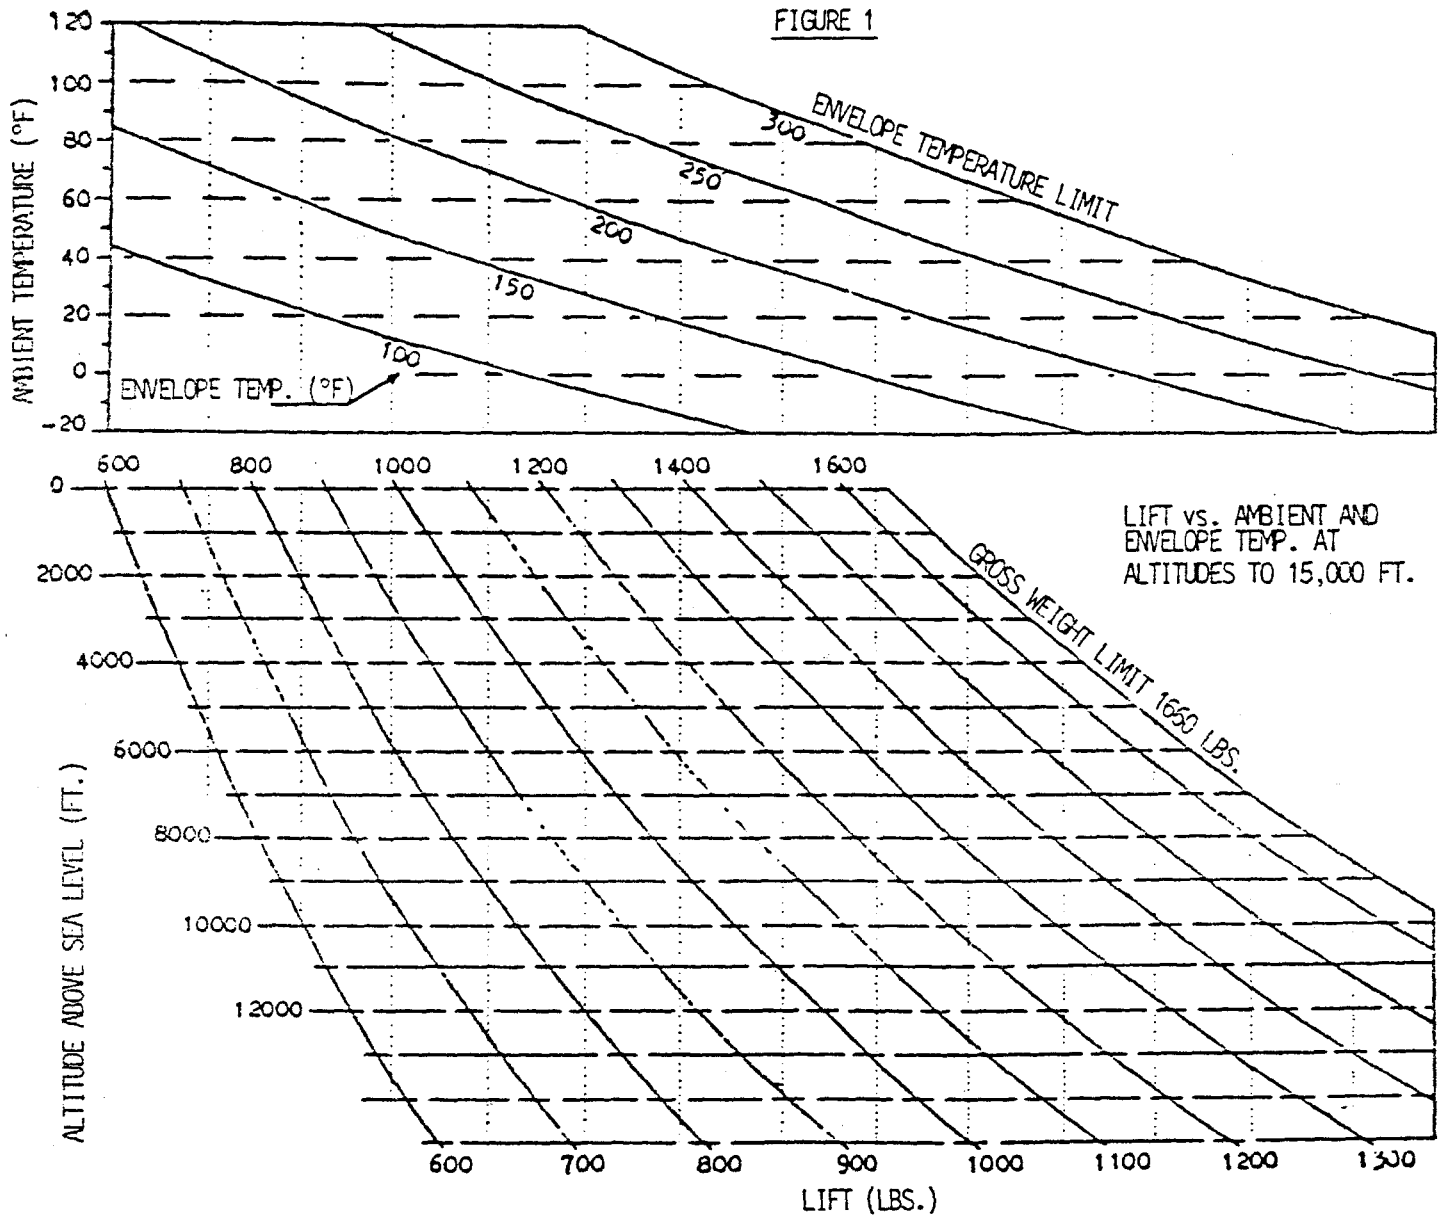 FIGURE 1
120
100
80
60
40
20
0
-20
AMBIENT TEMPERATURE (°F)
ENVELOPE TEMPERATURE LIMIT
300
250
200
150
100
ENVELOPE TEMP. (°F)
600 800 1000 1200 1400 1600
0
2000
4000
6000
8000
10000
12000
ALTITUDE ABOVE SEA LEVEL (FT.)
GROSS WEIGHT LIMIT 1660 LBS.
LIFT vs. AMBIENT AND
ENVELOPE TEMP. AT
ALTITUDES TO 15,000 FT.
600 700 800 900 1000 1100 1200 1300
LIFT (LBS.)